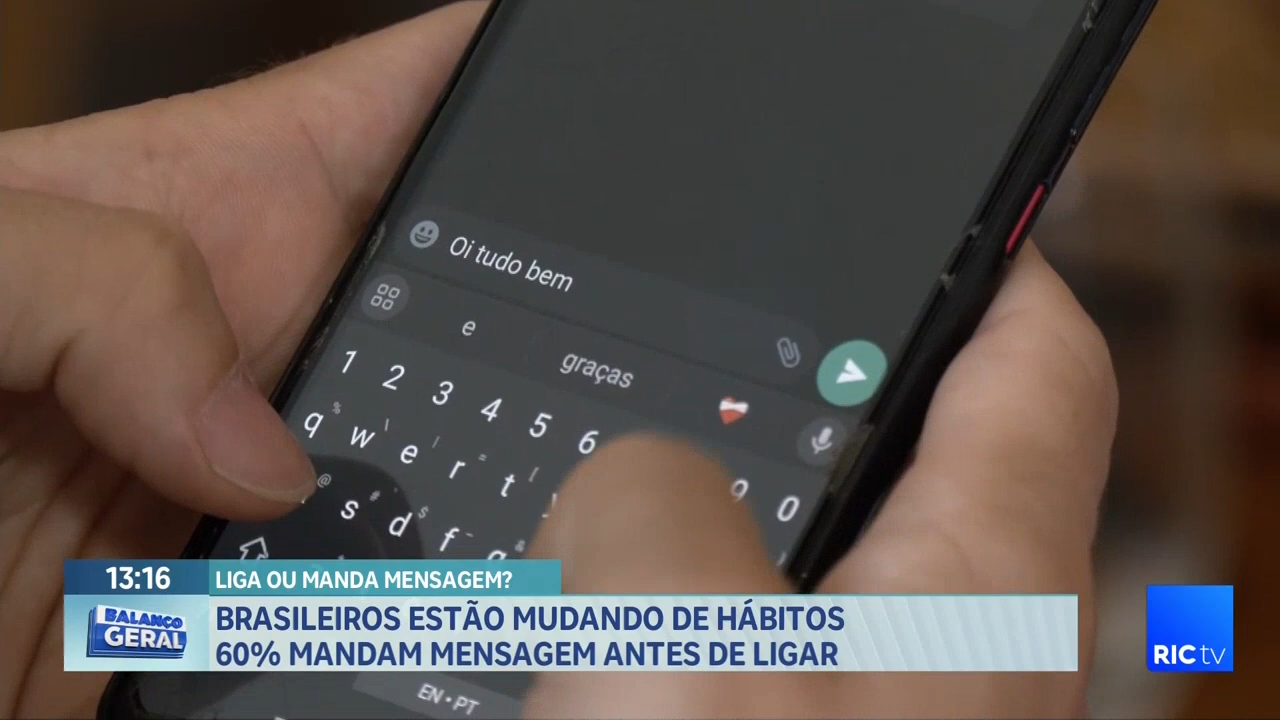 Oi tudo bem
e graças
1 2 3 4 5 6 9 0
%
q w e r t
@ # $
s d f
EN • PT
13:16 LIGA OU MANDA MENSAGEM?
BALANÇO GERAL
BRASILEIROS ESTÃO MUDANDO DE HÁBITOS
60% MANDAM MENSAGEM ANTES DE LIGAR
RIC tv